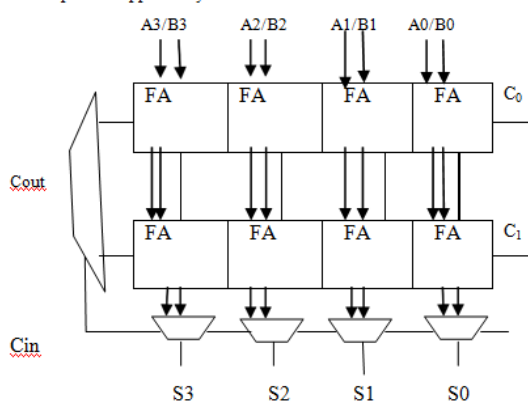 A3/B3 A2/B2 A1/B1 A0/B0
FA FA FA FA C0
Cout
FA FA FA FA C1
Cin
S3 S2 S1 S0